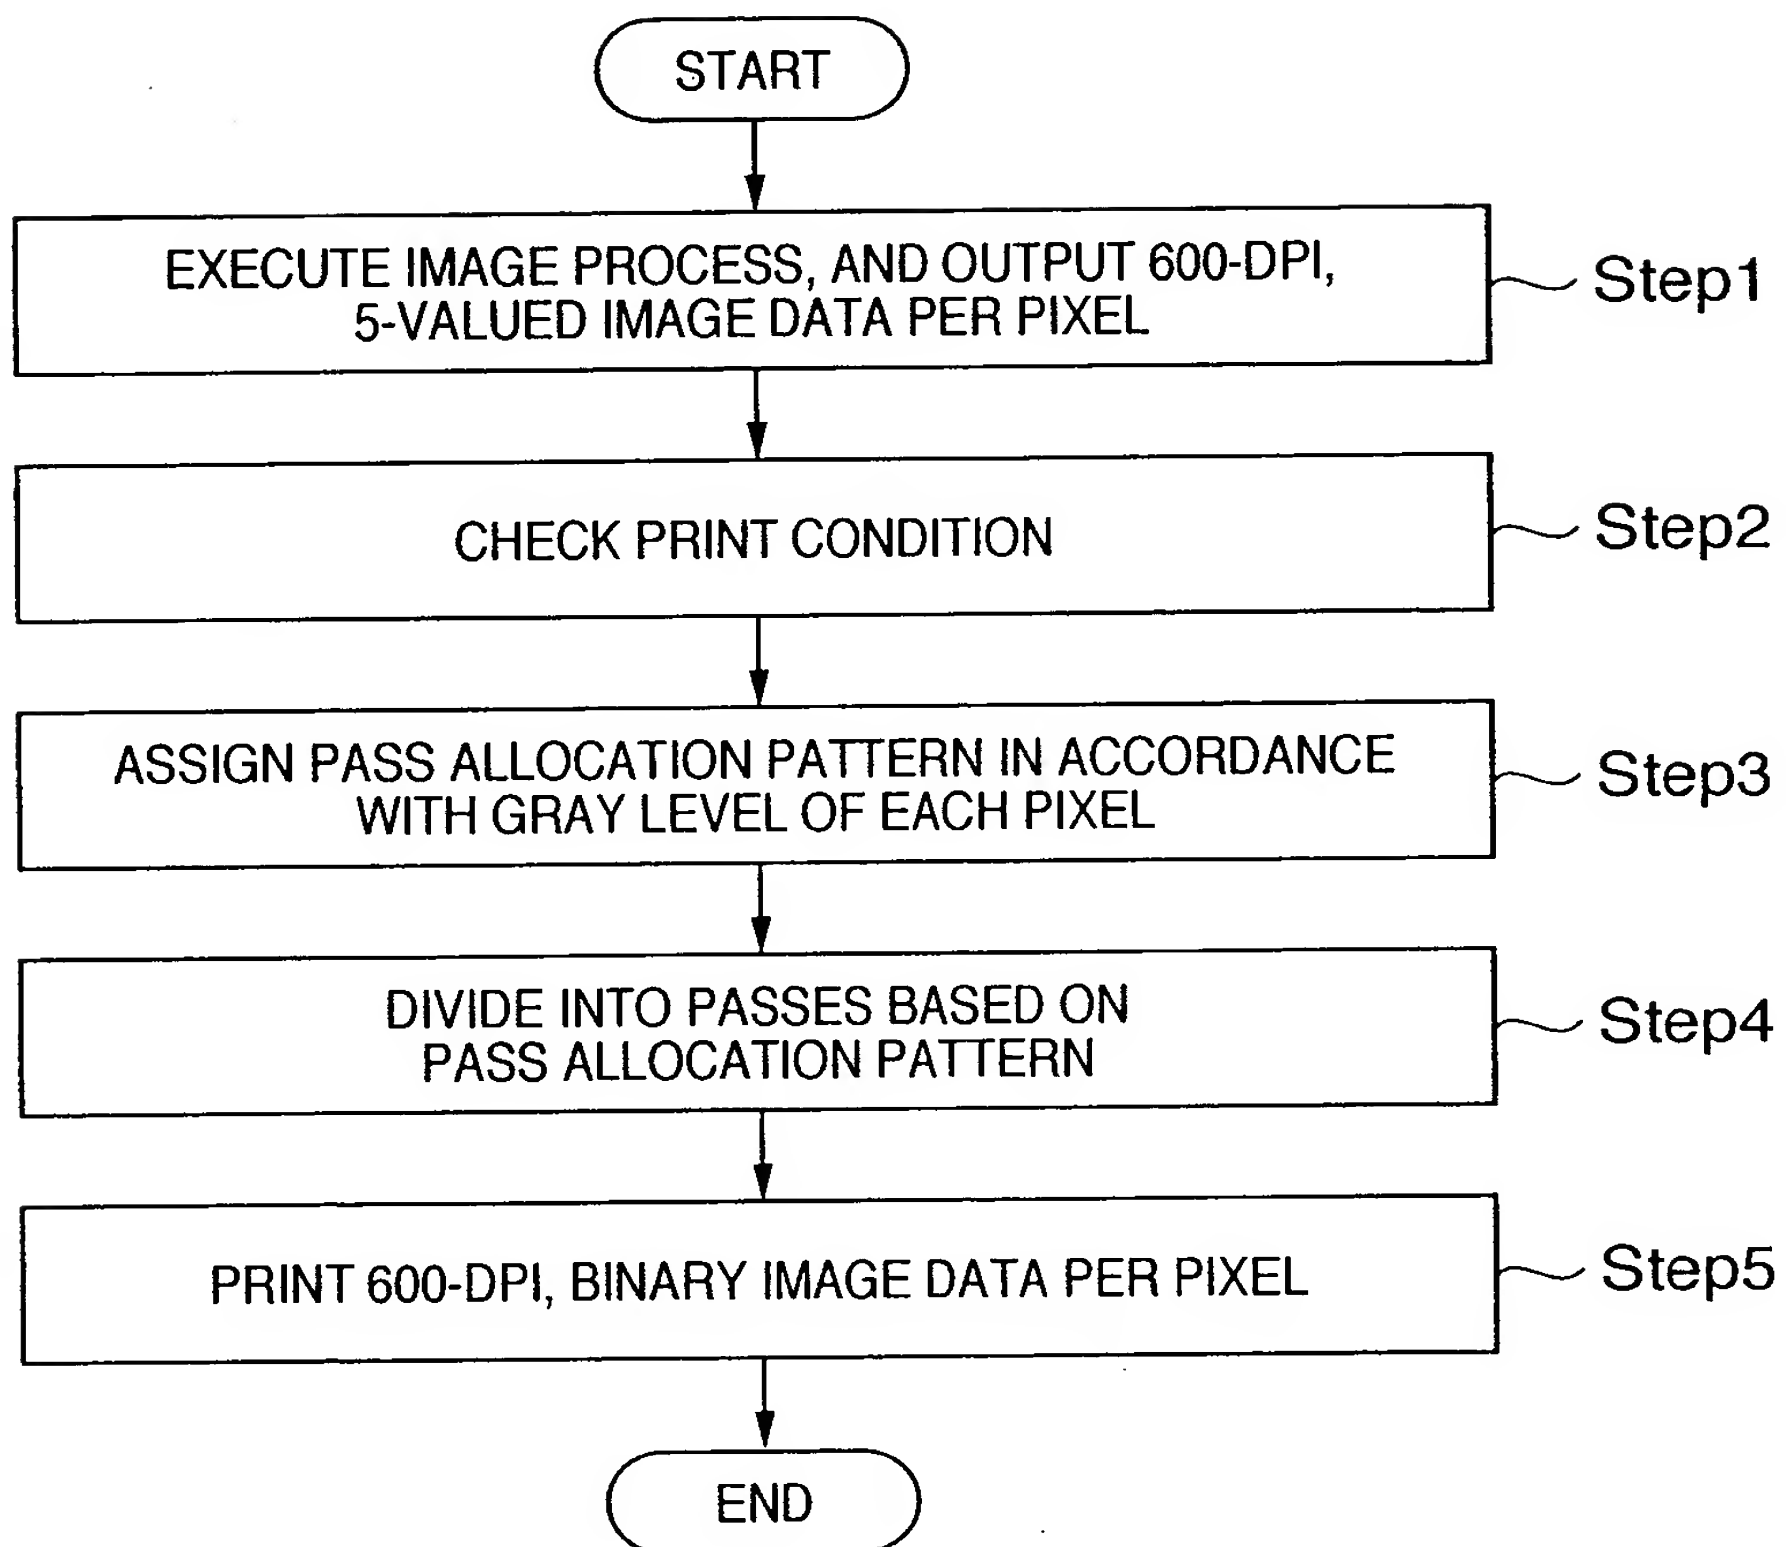 START
EXECUTE IMAGE PROCESS, AND OUTPUT 600-DPI,
5-VALUED IMAGE DATA PER PIXEL
Step1
CHECK PRINT CONDITION
Step2
ASSIGN PASS ALLOCATION PATTERN IN ACCORDANCE
WITH GRAY LEVEL OF EACH PIXEL
Step3
DIVIDE INTO PASSES BASED ON
PASS ALLOCATION PATTERN
Step4
PRINT 600-DPI, BINARY IMAGE DATA PER PIXEL
Step5
END